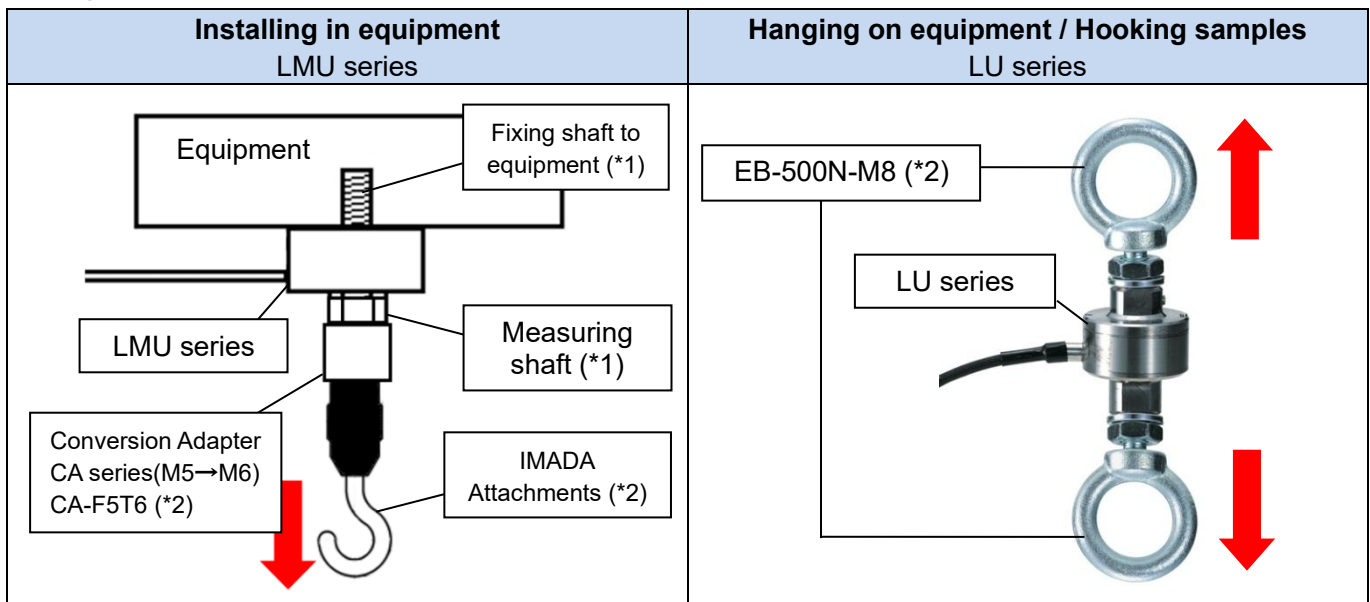 Installing in equipment
LMU series
Equipment
Fixing shaft to
equipment (*1)
LMU series
Measuring
shaft (*1)
Conversion Adapter
CA series(M5→M6)
CA-F5T6 (*2)
IMADA
Attachments (*2)
Hanging on equipment / Hooking samples
LU series
EB-500N-M8 (*2)
LU series